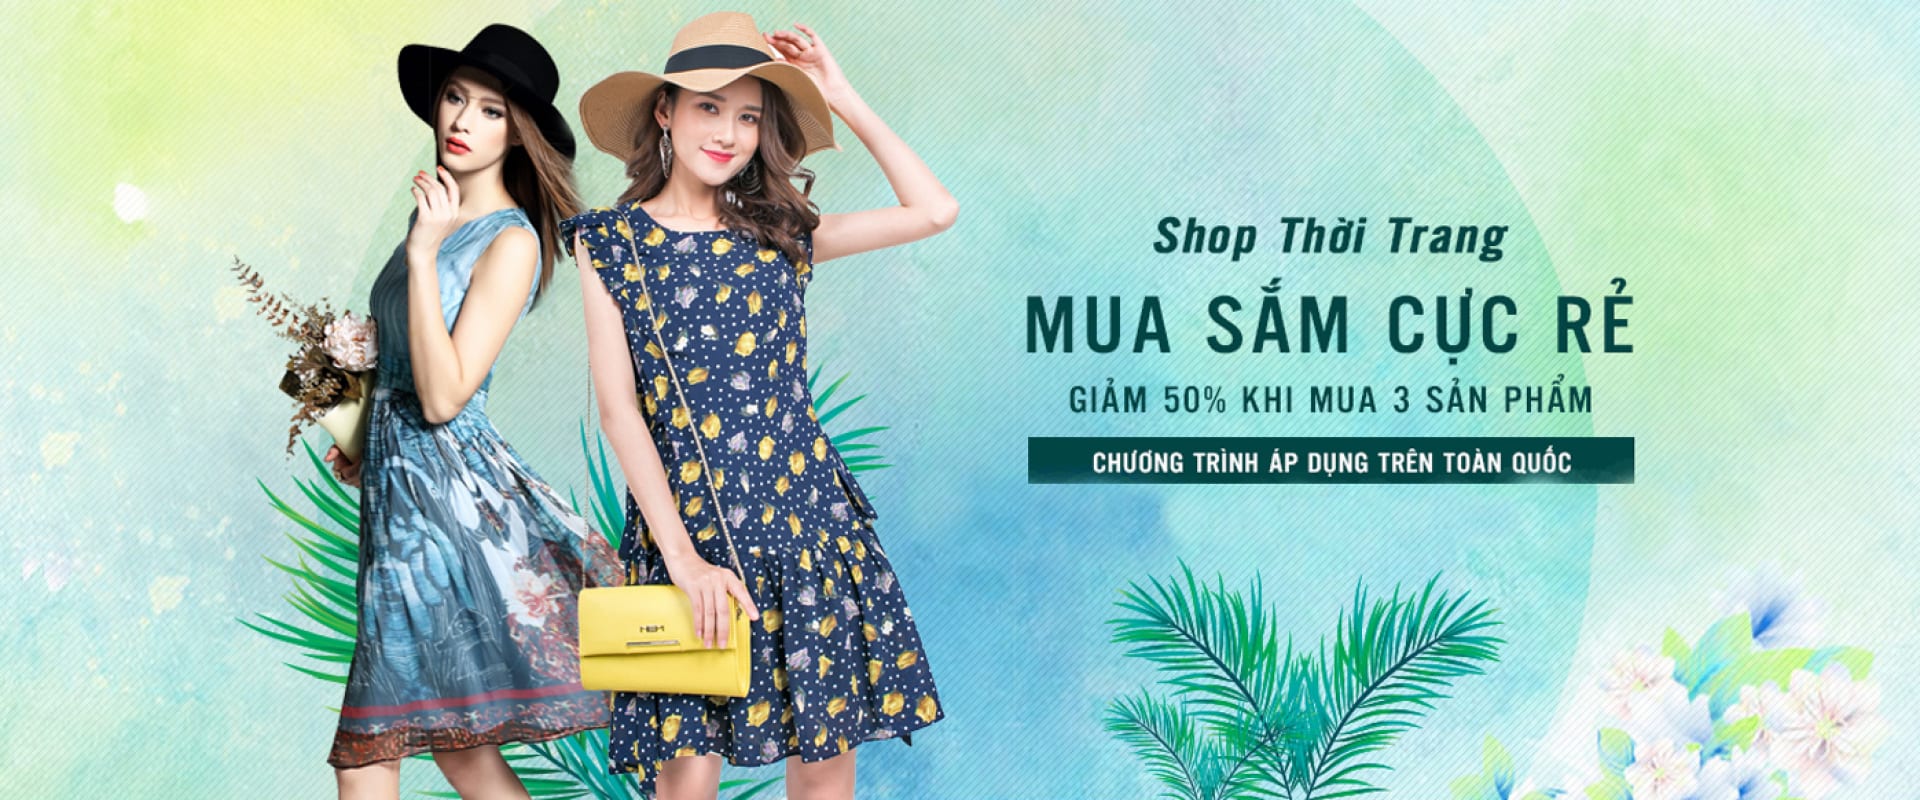 Shop Thời Trang
MUA SẮM CỰC RẺ
GIẢM 50% KHI MUA 3 SẢN PHẨM
CHƯƠNG TRÌNH ÁP DỤNG TRÊN TOÀN QUỐC
NEM